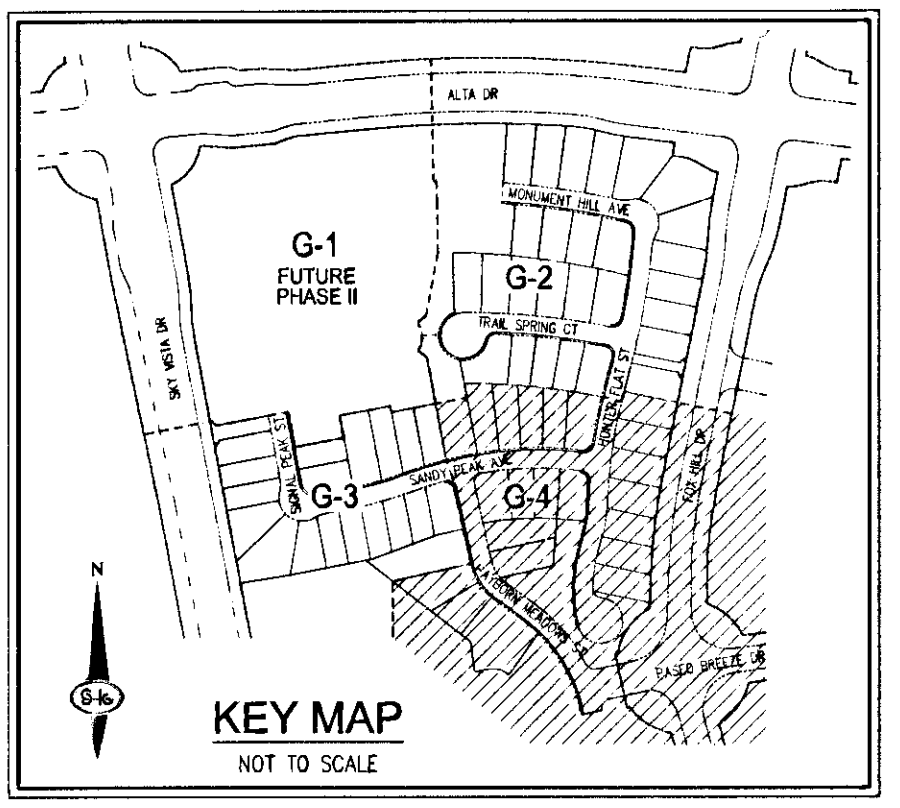 ALTA DR
MONUMENT HILL AVE
G-1
FUTURE
PHASE II
G-2
TRAIL SPRING CT
SKY VISTA DR
HUNTER FLAT ST
SIGNAL PEAK ST
SANDY PEAK AVE
FOX HILL DR
G-3
G-4
HAYBORN MEADOWS ST
PASEO BREEZE DR
N
KEY MAP
NOT TO SCALE